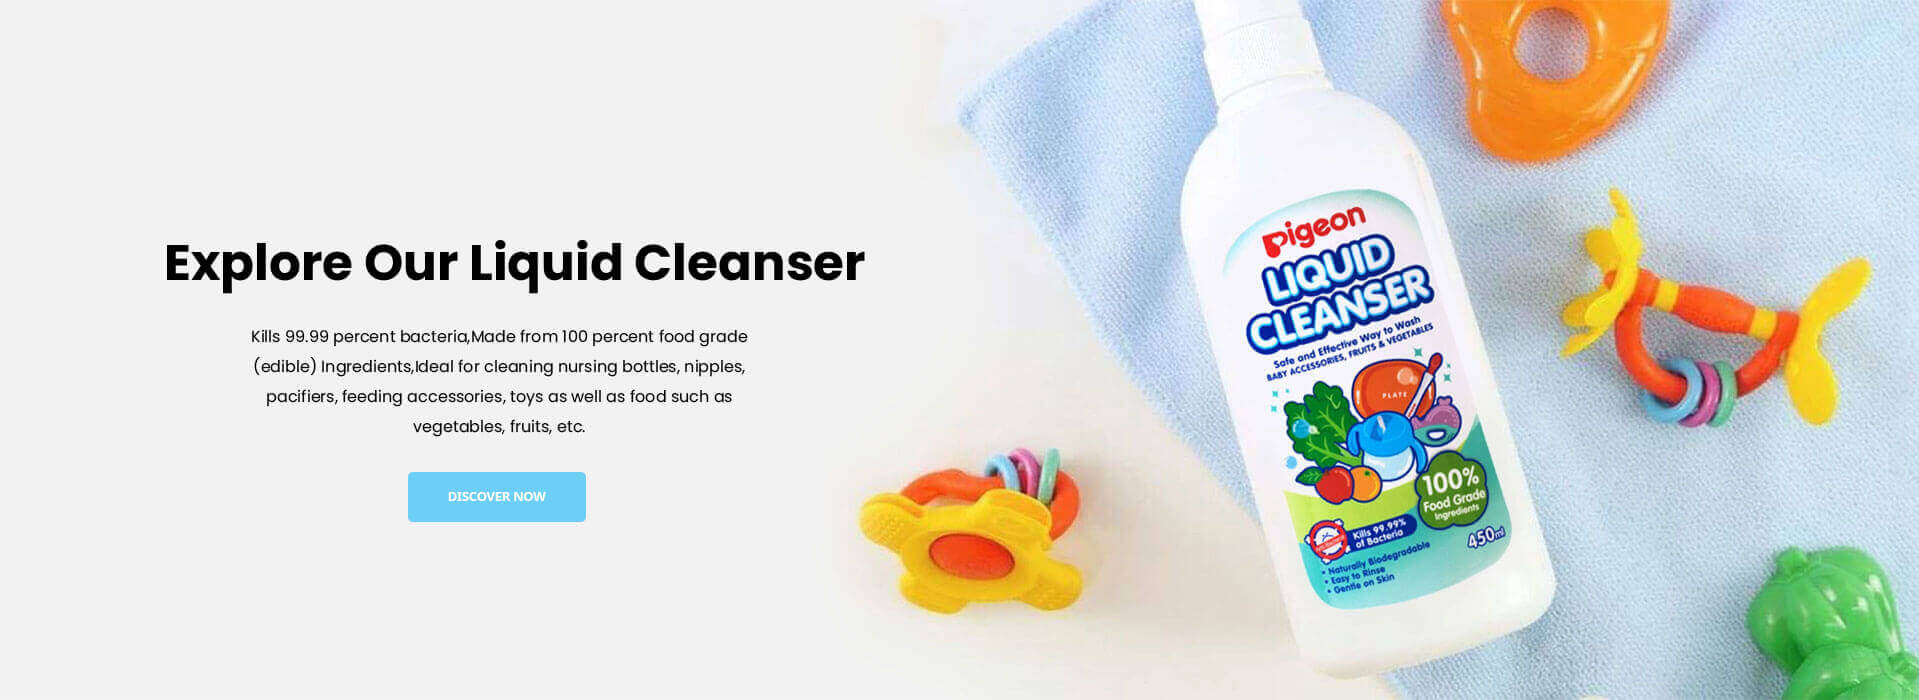 Explore Our Liquid Cleanser
Kills 99.99 percent bacteria,Made from 100 percent food grade
(edible) Ingredients,Ideal for cleaning nursing bottles, nipples,
pacifiers, feeding accessories, toys as well as food such as
vegetables, fruits, etc.
DISCOVER NOW
pigeon
LIQUID
CLEANSER
Safe and Effective Way to Wash
BABY ACCESSORIES, FRUITS & VEGETABLES
PLATE
100%
Food Grade
Ingredients
Kills 99.99%
of Bacteria
450ml
• Naturally Biodegradable
• Easy to Rinse
• Gentle on Skin